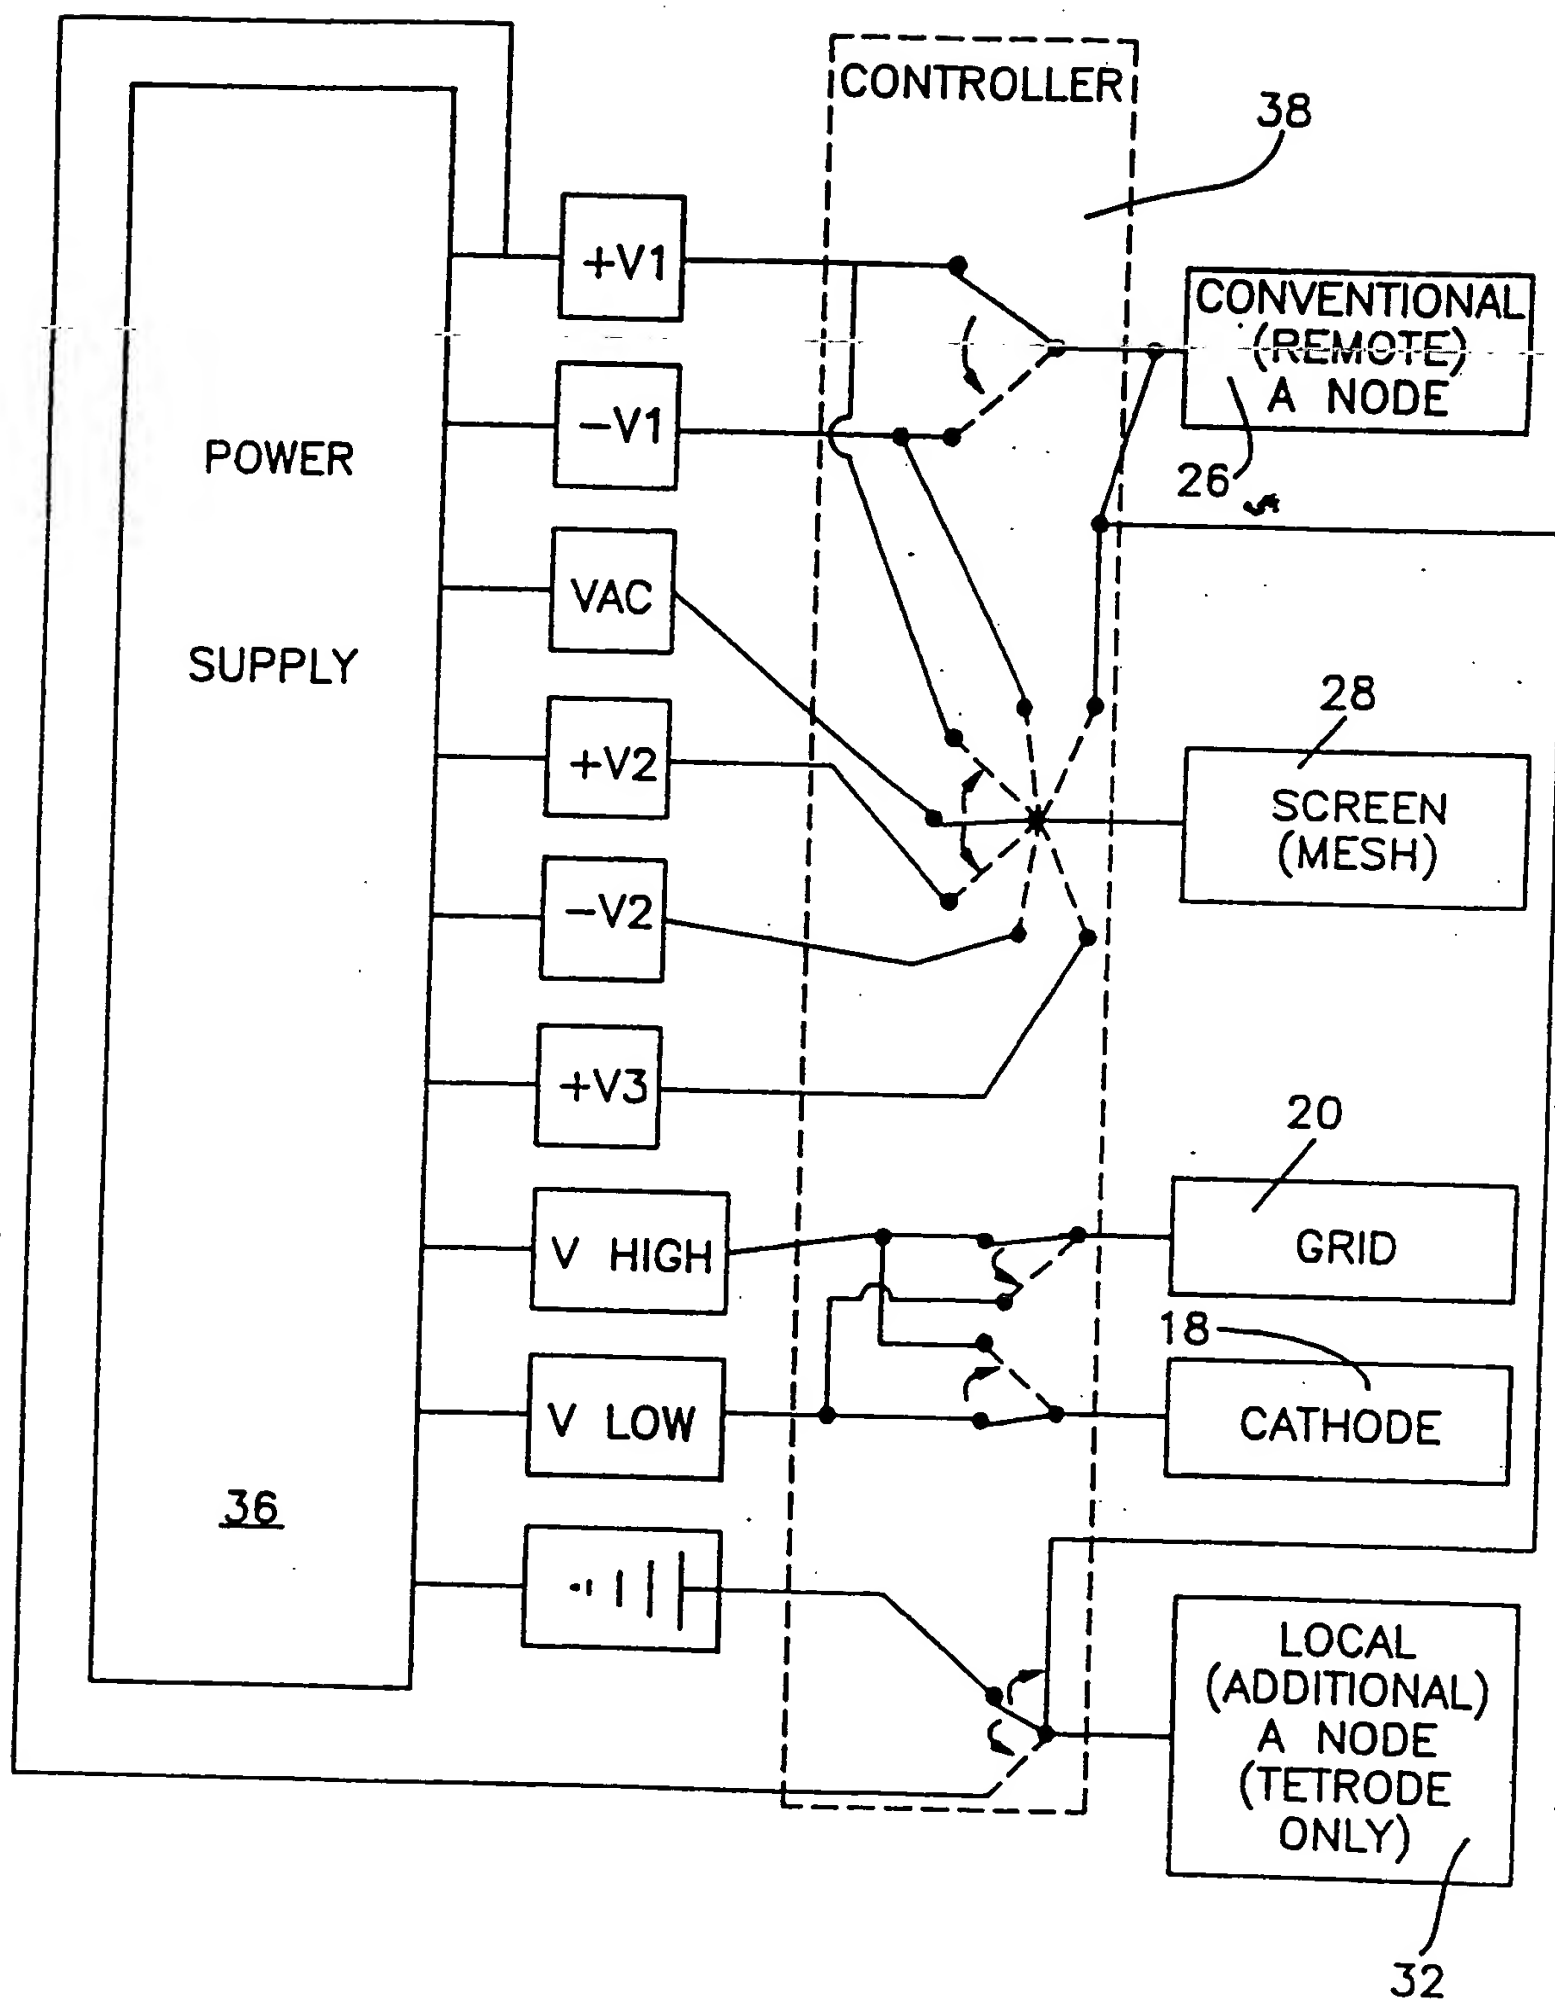 CONTROLLER
38
+V1
CONVENTIONAL
(REMOTE)
A NODE
-V1
POWER
26
VAC
SUPPLY
28
+V2
SCREEN
(MESH)
-V2
+V3
20
V HIGH
GRID
18
V LOW
CATHODE
36
LOCAL
(ADDITIONAL)
A NODE
(TETRODE
ONLY)
32